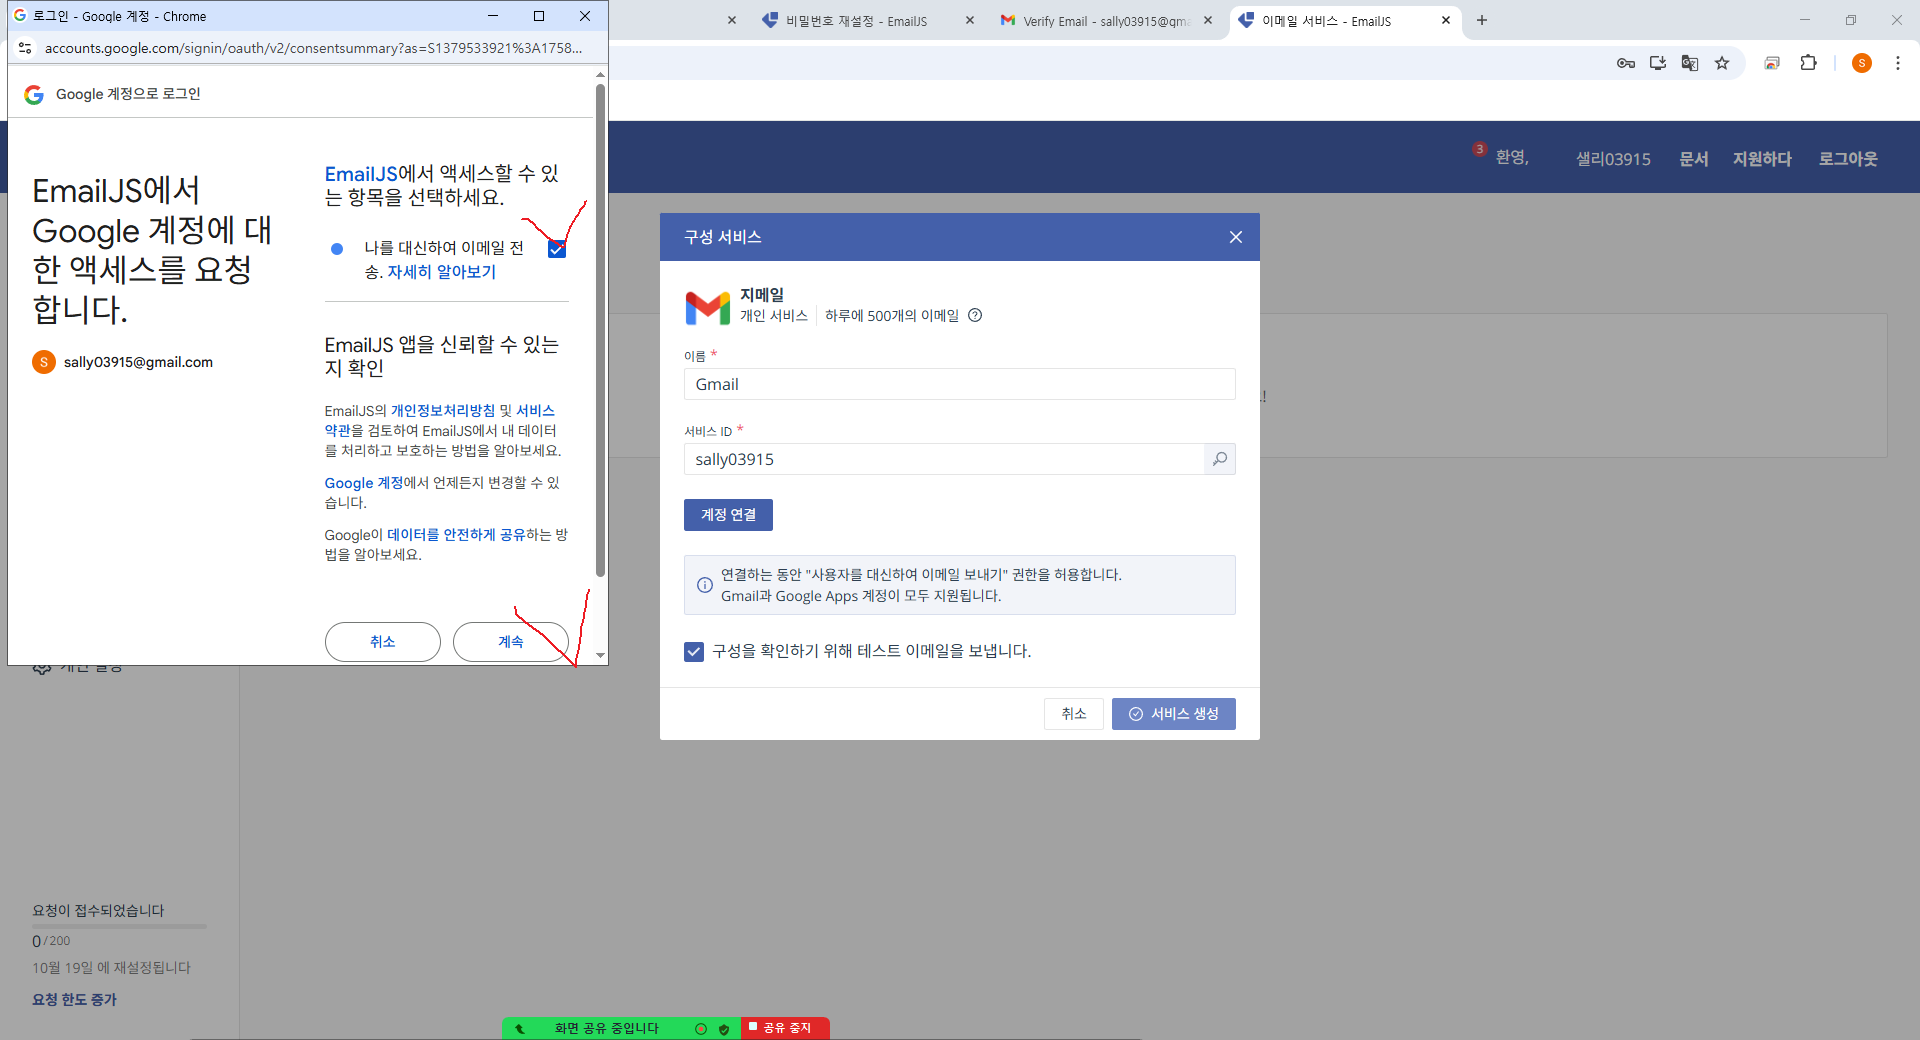 로그인 - Google 계정 - Chrome
accounts.google.com/signin/oauth/v2/consentsummary?as=S1379533921%3A1758...
Google 계정으로 로그인
EmailJS에서
Google 계정에 대
한 액세스를 요청
합니다.
S sally03915@gmail.com
EmailJS에서 액세스할 수 있
는 항목을 선택하세요.
나를 대신하여 이메일 전
송. 자세히 알아보기
EmailJS 앱을 신뢰할 수 있는
지 확인
EmailJS의 개인정보처리방침 및 서비스
약관을 검토하여 EmailJS에서 내 데이터
를 처리하고 보호하는 방법을 알아보세요.
Google 계정에서 언제든지 변경할 수 있
습니다.
Google이 데이터를 안전하게 공유하는 방
법을 알아보세요.
취소
계속
비밀번호 재설정 - EmailJS
Verify Email - sally03915@gma
이메일 서비스 - EmailJS
S
3
환영,
샐리03915
문서
지원하다
로그아웃
구성 서비스
지메일
개인 서비스
하루에 500개의 이메일
이름 *
Gmail
서비스 ID *
sally03915
계정 연결
연결하는 동안 "사용자를 대신하여 이메일 보내기" 권한을 허용합니다.
Gmail과 Google Apps 계정이 모두 지원됩니다.
구성을 확인하기 위해 테스트 이메일을 보냅니다.
취소
서비스 생성
요청이 접수되었습니다
0/200
10월 19일 에 재설정됩니다
요청 한도 증가
화면 공유 중입니다
공유 중지